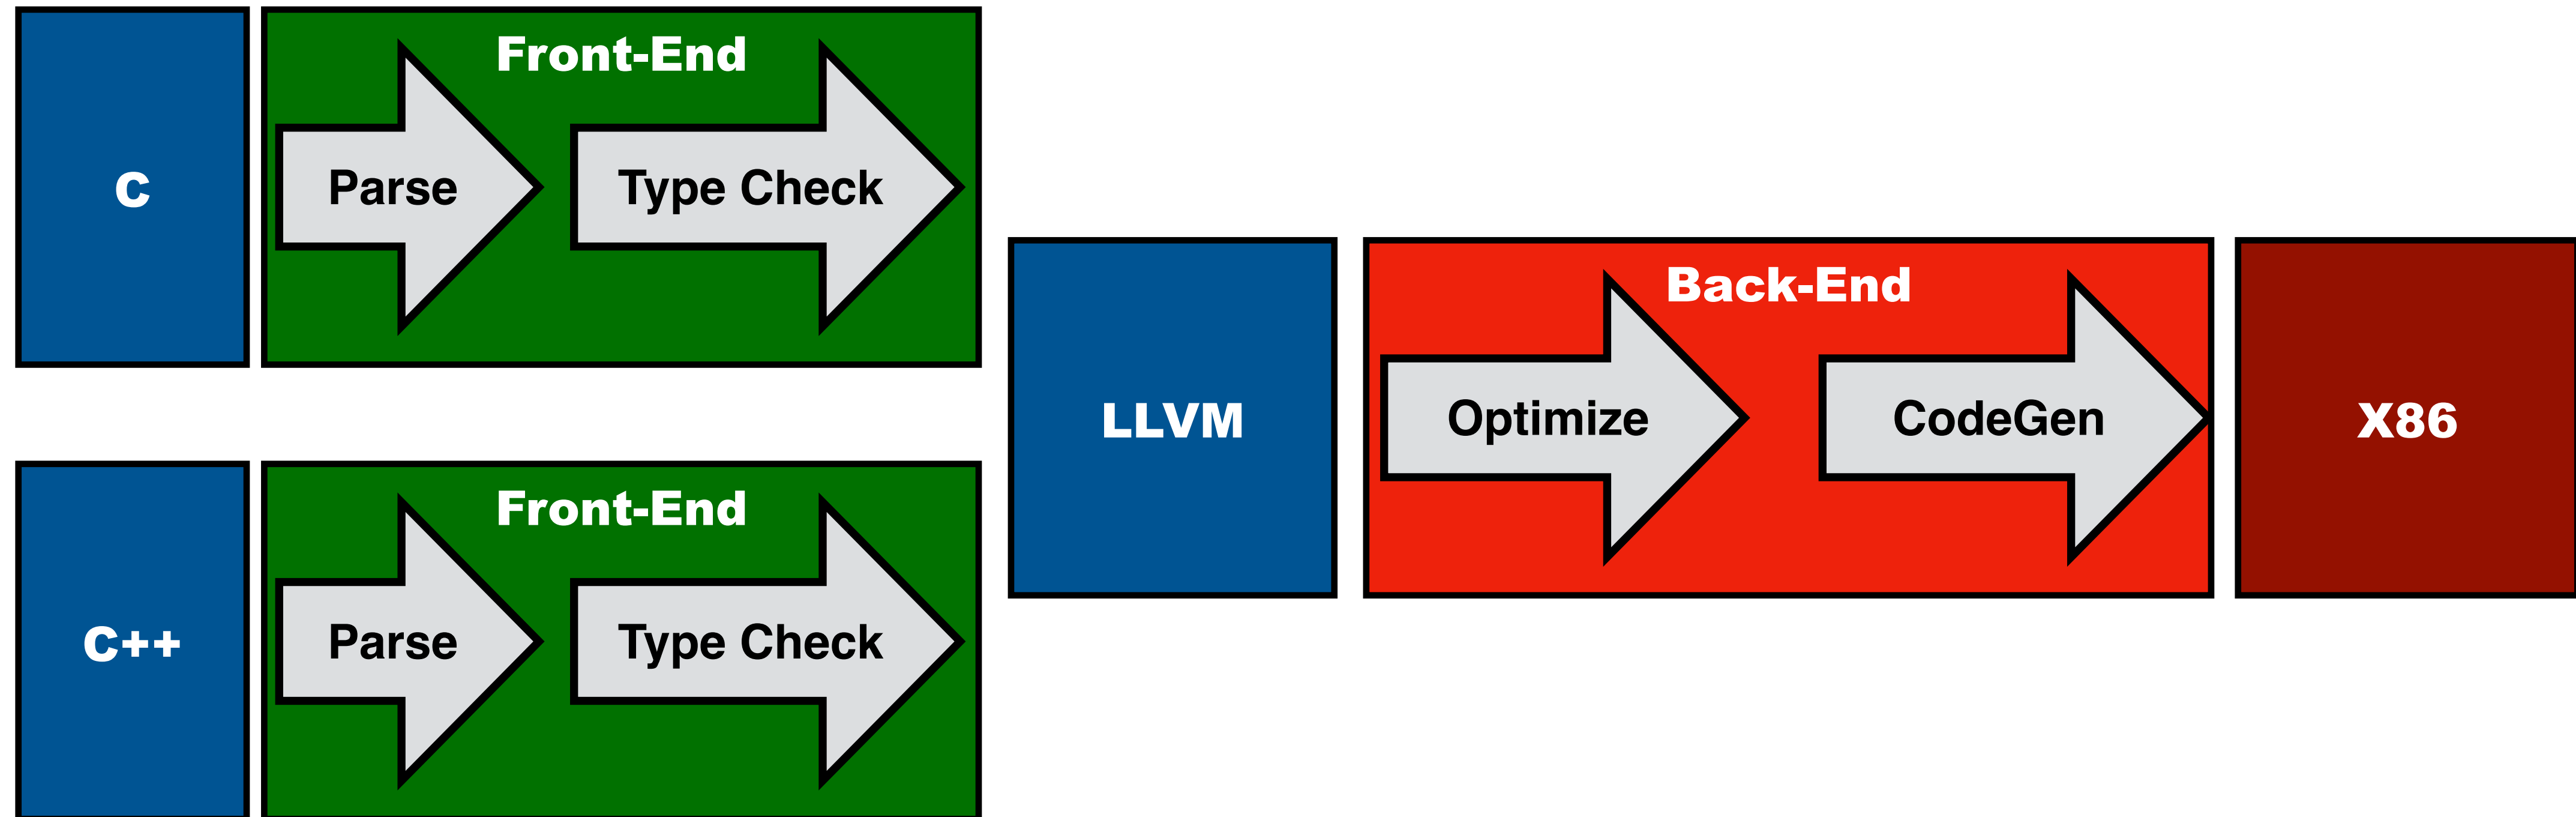 Front-End
C
Parse
Type Check
LLVM
Back-End
Optimize
CodeGen
X86
Front-End
C++
Parse
Type Check